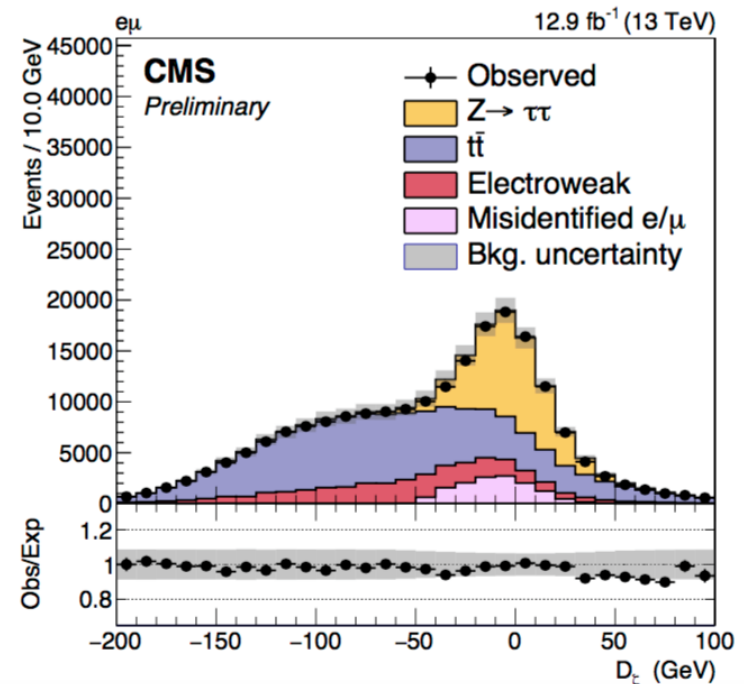 eμ 12.9 fb⁻¹ (13 TeV)
CMS
Preliminary
Observed
Z→ ττ
tt̄
Electroweak
Misidentified e/μ
Bkg. uncertainty
Events / 10.0 GeV
45000
40000
35000
30000
25000
20000
15000
10000
5000
0
Obs/Exp
1.2
1
0.8
−200 −150 −100 −50 0 50 100
D_ζ (GeV)